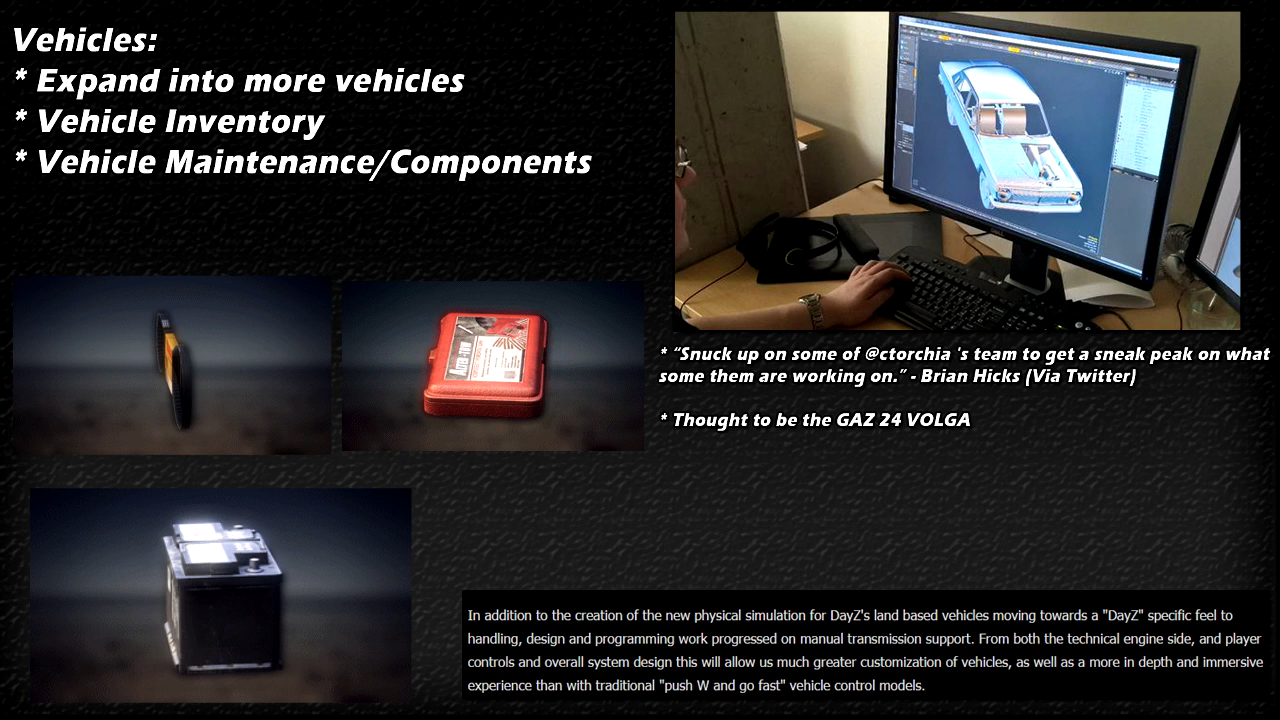 Vehicles:
* Expand into more vehicles
* Vehicle Inventory
* Vehicle Maintenance/Components
* “Snuck up on some of @ctorchia 's team to get a sneak peak on what
some them are working on.” - Brian Hicks (Via Twitter)
* Thought to be the GAZ 24 VOLGA
In addition to the creation of the new physical simulation for DayZ's land based vehicles moving towards a "DayZ" specific feel to
handling, design and programming work progressed on manual transmission support. From both the technical engine side, and player
controls and overall system design this will allow us much greater customization of vehicles, as well as a more in depth and immersive
experience than with traditional "push W and go fast" vehicle control models.